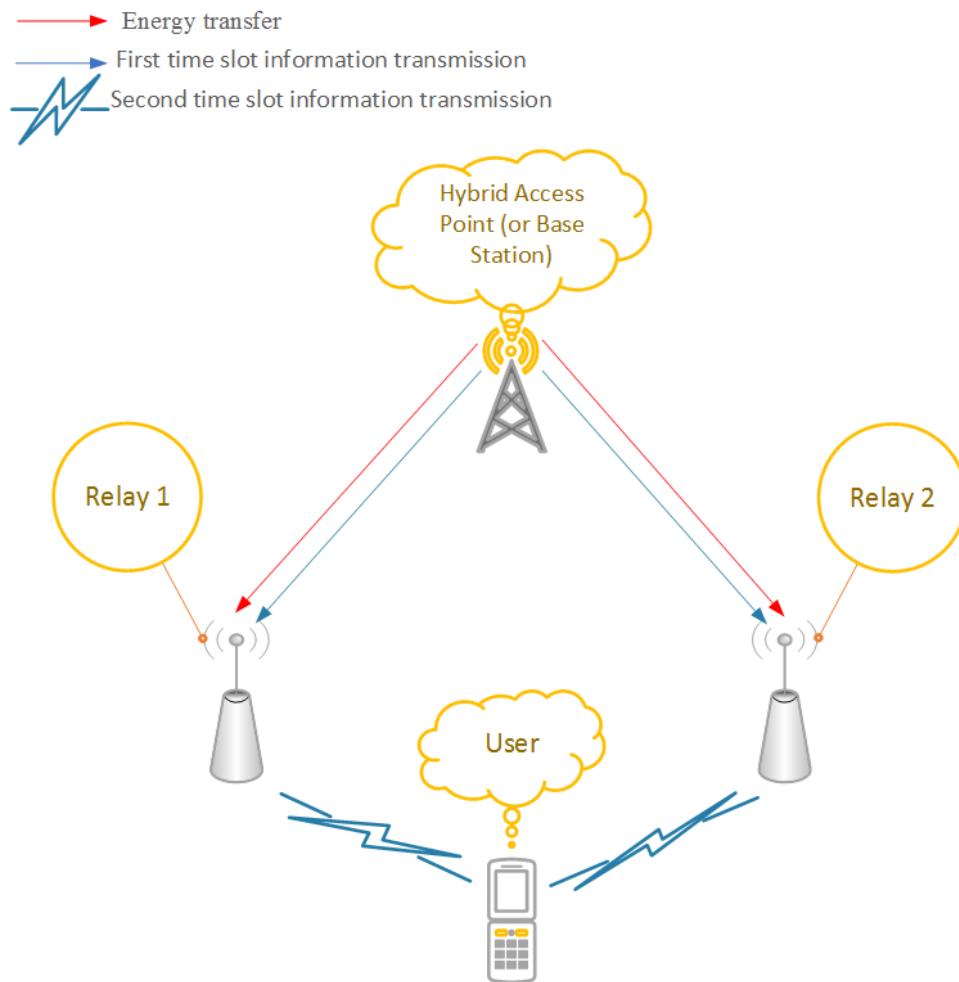 Energy transfer
First time slot information transmission
Second time slot information transmission
Hybrid Access
Point (or Base
Station)
Relay 1
Relay 2
User